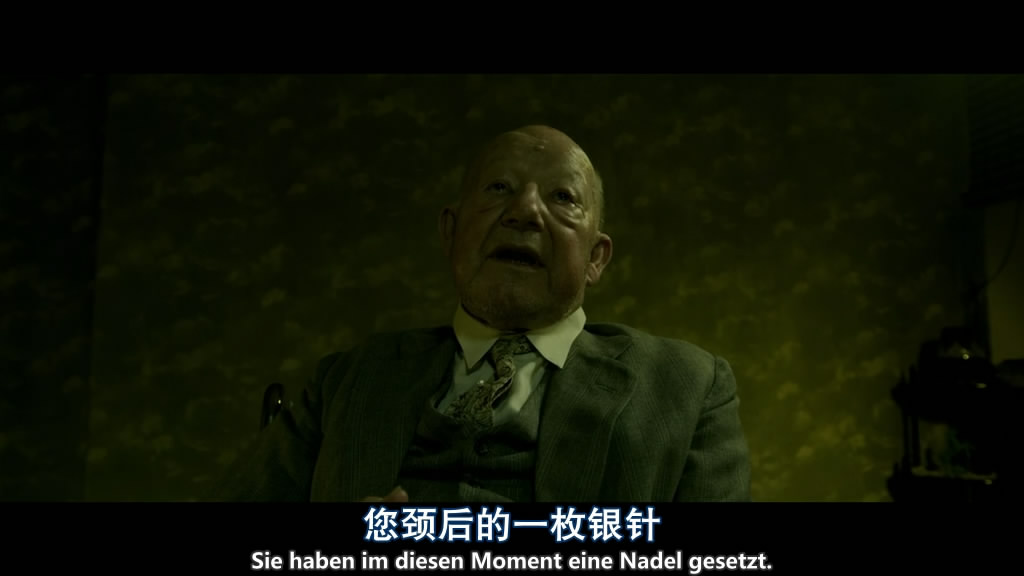 您颈后的一枚银针
Sie haben im diesen Moment eine Nadel gesetzt.